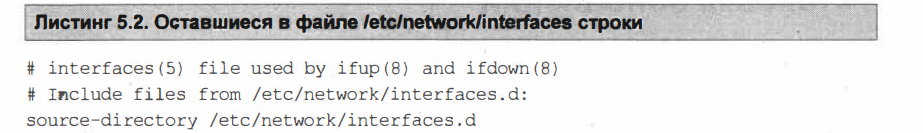 Листинг 5.2. Оставшиеся в файле /etc/network/interfaces строки
# interfaces(5) file used by ifup(8) and ifdown(8)
# Include files from /etc/network/interfaces.d:
source-directory /etc/network/interfaces.d